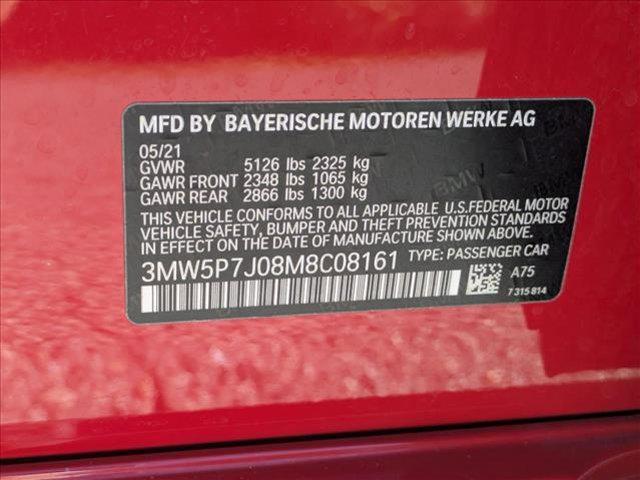 MFD BY BAYERISCHE MOTOREN WERKE AG
05/21
GVWR 5126 lbs 2325 kg
GAWR FRONT 2348 lbs 1065 kg
GAWR REAR 2866 lbs 1300 kg
THIS VEHICLE CONFORMS TO ALL APPLICABLE U.S.FEDERAL MOTOR
VEHICLE SAFETY, BUMPER AND THEFT PREVENTION STANDARDS
IN EFFECT ON THE DATE OF MANUFACTURE SHOWN ABOVE.
3MW5P7J08M8C08161 TYPE: PASSENGER CAR
A75
7 315 814